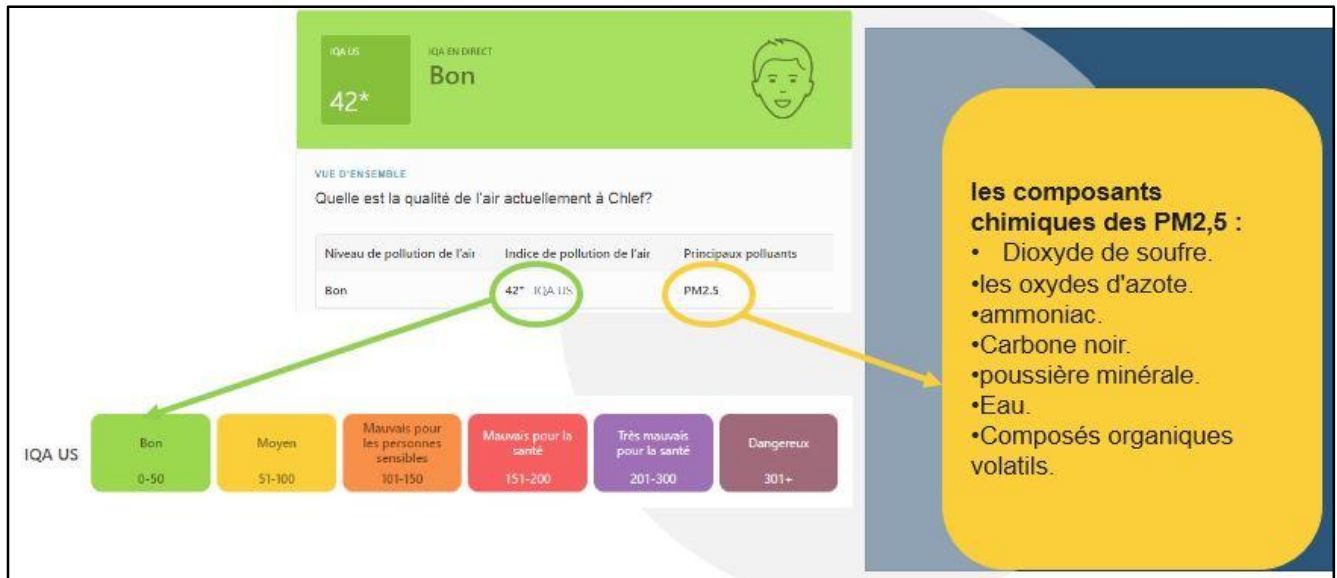 IQA US
IQA EN DIRECT
Bon
42*
VUE D'ENSEMBLE
Quelle est la qualité de l'air actuellement à Chlef?
Niveau de pollution de l'air Indice de pollution de l'air Principaux polluants
Bon 42* IQA US PM2.5
IQA US
Bon
0-50
Moyen
51-100
Mauvais pour
les personnes
sensibles
101-150
Mauvais pour la
santé
151-200
Très mauvais
pour la santé
201-300
Dangereux
301+
les composants
chimiques des PM2,5 :
• Dioxyde de soufre.
•les oxydes d'azote.
•ammoniac.
•Carbone noir.
•poussière minérale.
•Eau.
•Composés organiques
volatils.